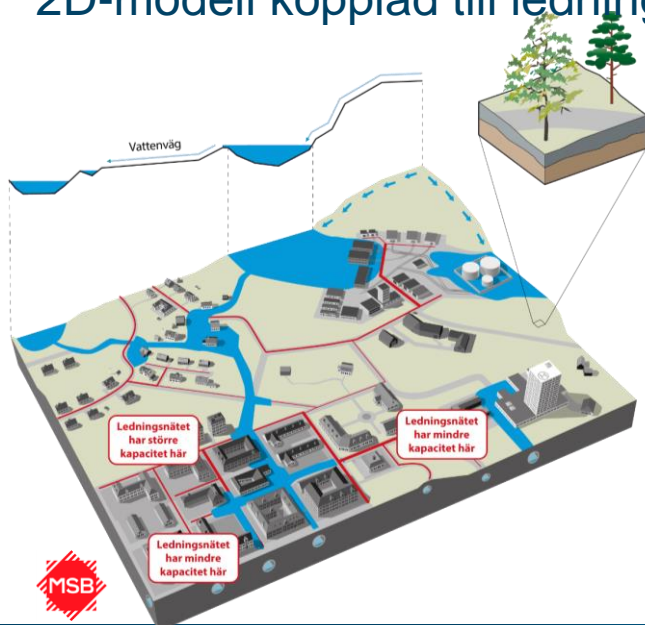 2D-modell kopplad till ledning
Vattenväg
Ledningsnätet
har större
kapacitet här
Ledningsnätet
har mindre
kapacitet här
Ledningsnätet
har mindre
kapacitet här
MSB